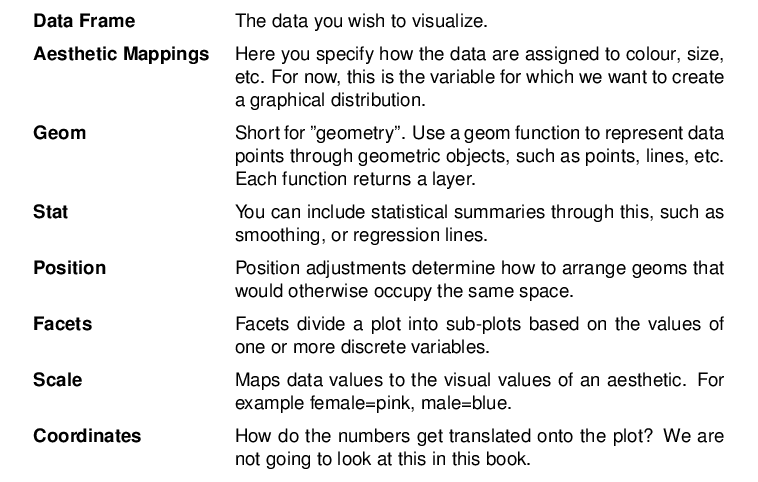 Data Frame The data you wish to visualize.
Aesthetic Mappings Here you specify how the data are assigned to colour, size,
etc. For now, this is the variable for which we want to create
a graphical distribution.
Geom Short for ”geometry”. Use a geom function to represent data
points through geometric objects, such as points, lines, etc.
Each function returns a layer.
Stat You can include statistical summaries through this, such as
smoothing, or regression lines.
Position Position adjustments determine how to arrange geoms that
would otherwise occupy the same space.
Facets Facets divide a plot into sub-plots based on the values of
one or more discrete variables.
Scale Maps data values to the visual values of an aesthetic. For
example female=pink, male=blue.
Coordinates How do the numbers get translated onto the plot? We are
not going to look at this in this book.